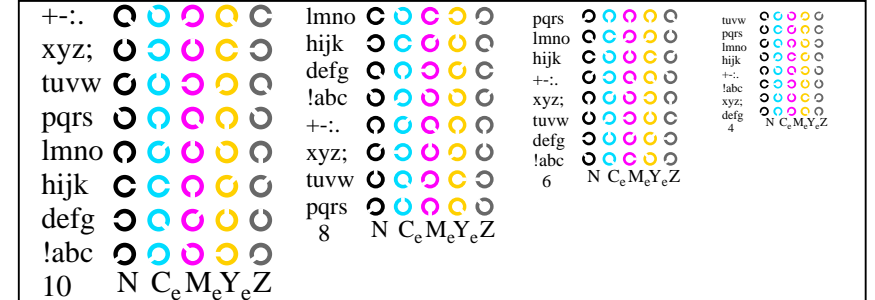 +-:.
xyz;
tuvw
pqrs
lmno
hijk
defg
!abc
10 N CeMeYeZ
lmno
hijk
defg
!abc
+-:.
xyz;
tuvw
pqrs
8 N CeMeYeZ
pqrs
lmno
hijk
+-:.
xyz;
tuvw
defg
!abc
6 N CeMeYeZ
tuvw
pqrs
lmno
hijk
+-:.
!abc
xyz;
defg
4 N CeMeYeZ